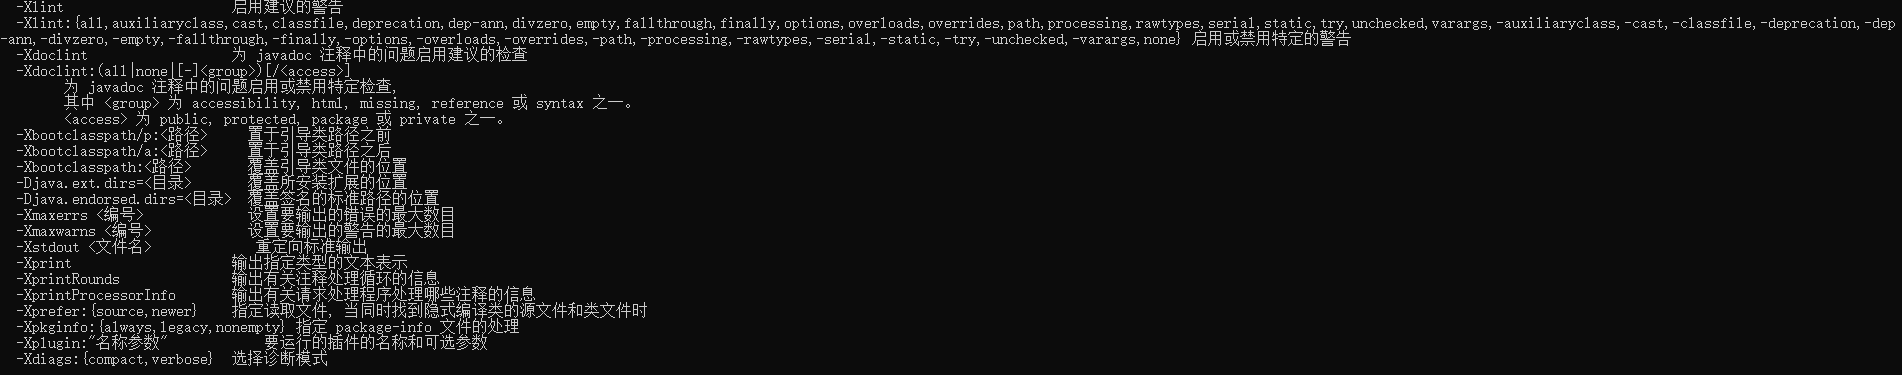 -Xlint                     启用建议的警告
-Xlint:{all,auxiliaryclass,cast,classfile,deprecation,dep-ann,divzero,empty,fallthrough,finally,options,overloads,overrides,path,processing,rawtypes,serial,static,try,unchecked,varargs,-auxiliaryclass,-cast,-classfile,-deprecation,-dep
-ann,-divzero,-empty,-fallthrough,-finally,-options,-overloads,-overrides,-path,-processing,-rawtypes,-serial,-static,-try,-unchecked,-varargs,none} 启用或禁用特定的警告
-Xdoclint                  为 javadoc 注释中的问题启用建议的检查
-Xdoclint:(all|none|[-]<group>)[/<access>]
为 javadoc 注释中的问题启用或禁用特定检查,
其中 <group> 为 accessibility, html, missing, reference 或 syntax 之一。
<access> 为 public, protected, package 或 private 之一。
-Xbootclasspath/p:<路径>     置于引导类路径之前
-Xbootclasspath/a:<路径>     置于引导类路径之后
-Xbootclasspath:<路径>       覆盖引导类文件的位置
-Djava.ext.dirs=<目录>       覆盖所安装扩展的位置
-Djava.endorsed.dirs=<目录>  覆盖签名的标准路径的位置
-Xmaxerrs <编号>             设置要输出的错误的最大数目
-Xmaxwarns <编号>            设置要输出的警告的最大数目
-Xstdout <文件名>             重定向标准输出
-Xprint                    输出指定类型的文本表示
-XprintRounds              输出有关注释处理循环的信息
-XprintProcessorInfo       输出有关请求处理程序处理哪些注释的信息
-Xprefer:{source,newer}    指定读取文件, 当同时找到隐式编译类的源文件和类文件时
-Xpkginfo:{always,legacy,nonempty} 指定 package-info 文件的处理
-Xplugin:"名称参数"            要运行的插件的名称和可选参数
-Xdiags:{compact,verbose}  选择诊断模式